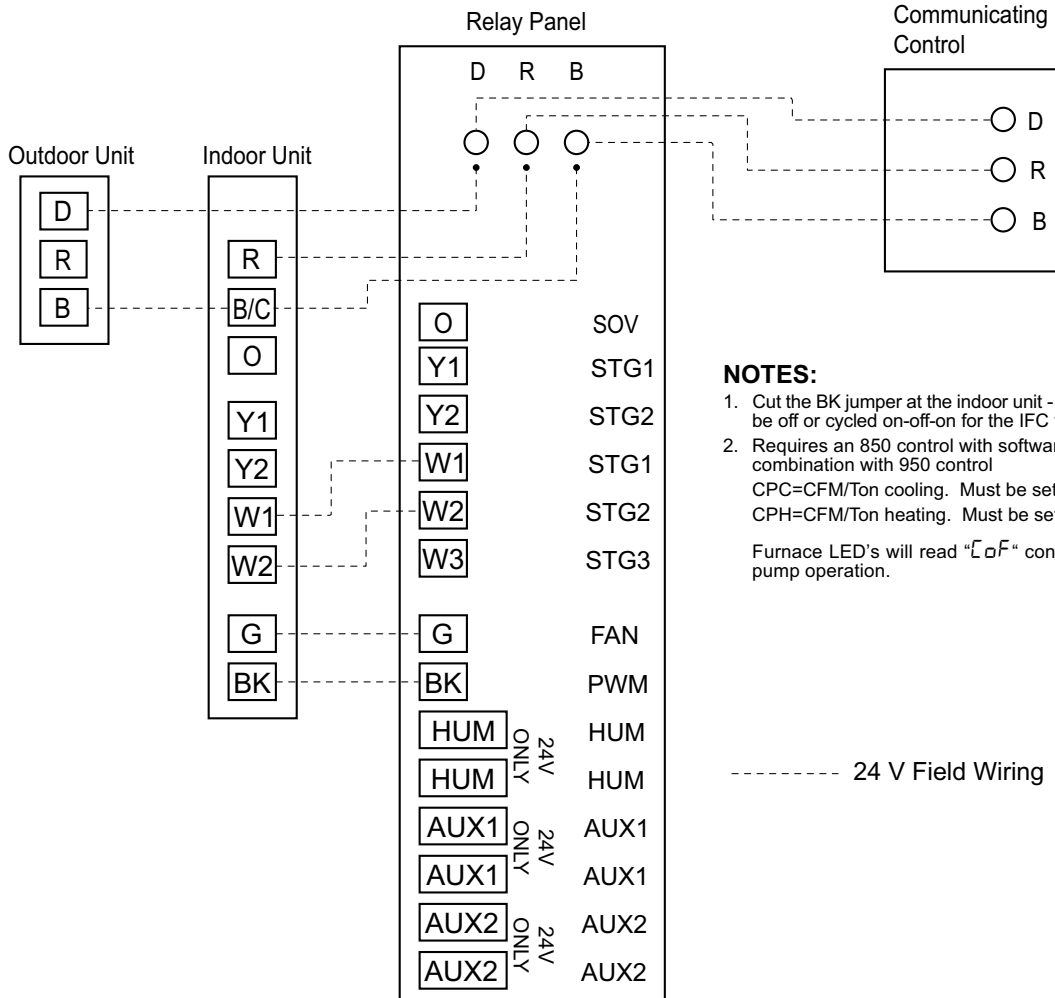 Relay Panel
Communicating
Control
D R B
D
R
B
Outdoor Unit
D
R
B
Indoor Unit
R
B/C
O
Y1
Y2
W1
W2
G
BK
O SOV
Y1 STG1
Y2 STG2
W1 STG1
W2 STG2
W3 STG3
G FAN
BK PWM
HUM HUM
24V
ONLY
HUM HUM
AUX1 AUX1
24V
ONLY
AUX1 AUX1
AUX2 AUX2
24V
ONLY
AUX2 AUX2
NOTES:
1. Cut the BK jumper at the indoor unit -
be off or cycled on-off-on for the IFC
2. Requires an 850 control with softwar
combination with 950 control
CPC=CFM/Ton cooling. Must be set
CPH=CFM/Ton heating. Must be set
Furnace LED's will read “CoF“ con
pump operation.
24 V Field Wiring